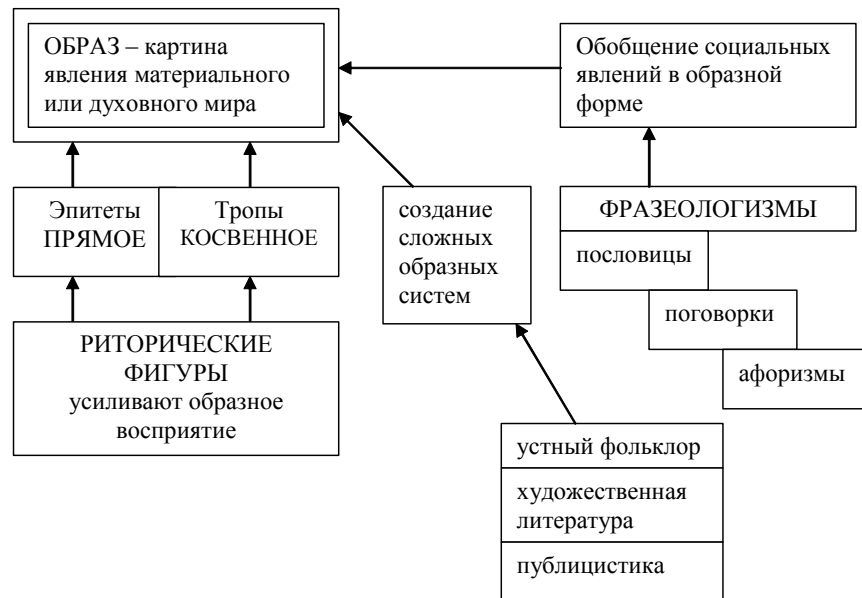 ОБРАЗ – картина
явления материального
или духовного мира
Обобщение социальных
явлений в образной
форме
Эпитеты
ПРЯМОЕ
Тропы
КОСВЕННОЕ
создание
сложных
образных
систем
ФРАЗЕОЛОГИЗМЫ
пословицы
поговорки
афоризмы
РИТОРИЧЕСКИЕ
ФИГУРЫ
усиливают образное
восприятие
устный фольклор
художественная
литература
публицистика